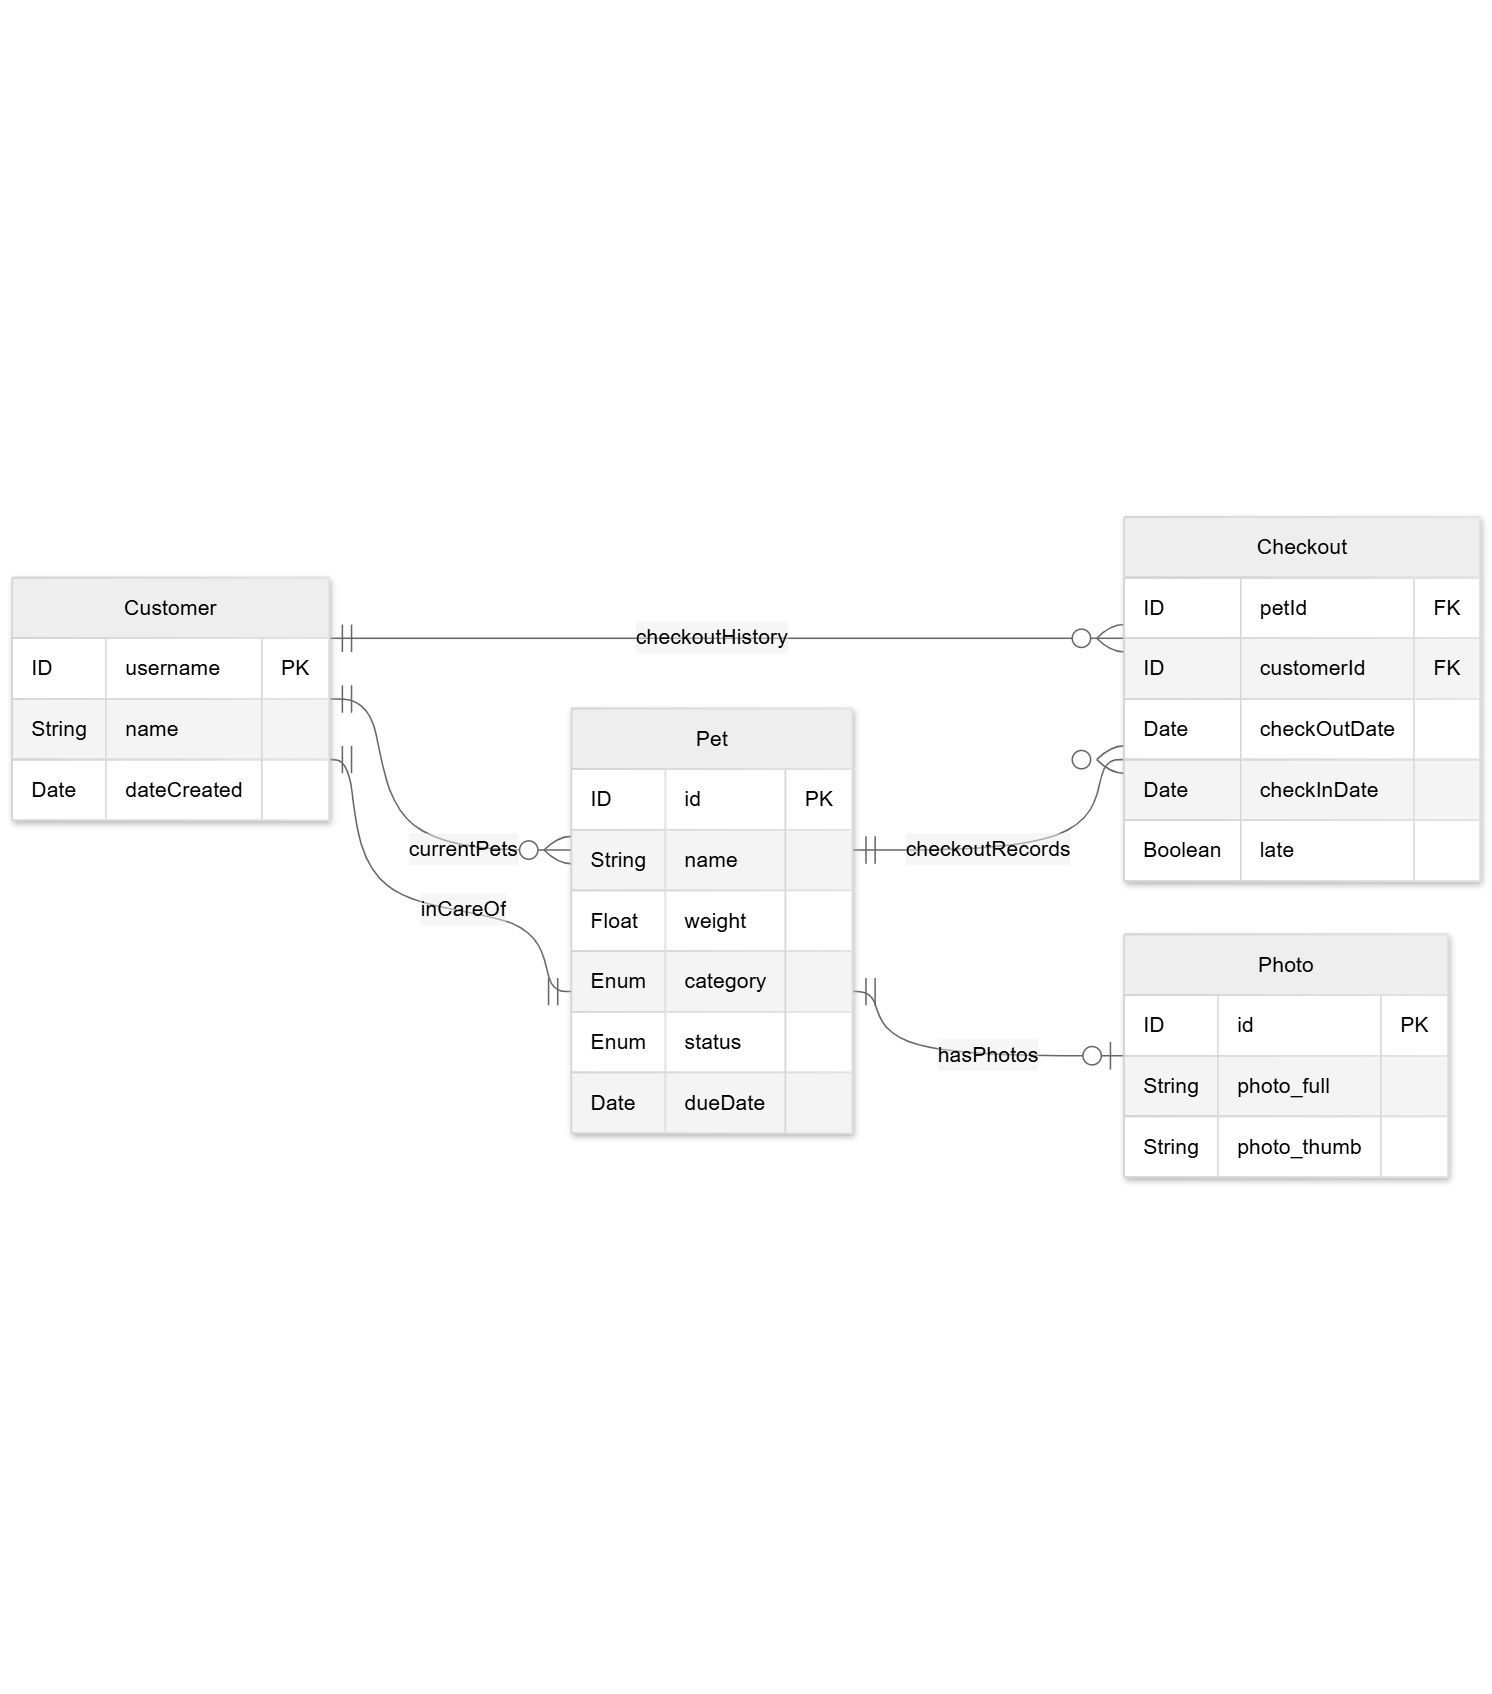 Customer
ID username PK
String name
Date dateCreated
checkoutHistory
currentPets
inCareOf
Pet
ID id PK
String name
Float weight
Enum category
Enum status
Date dueDate
checkoutRecords
hasPhotos
Checkout
ID petId FK
ID customerId FK
Date checkOutDate
Date checkInDate
Boolean late
Photo
ID id PK
String photo_full
String photo_thumb